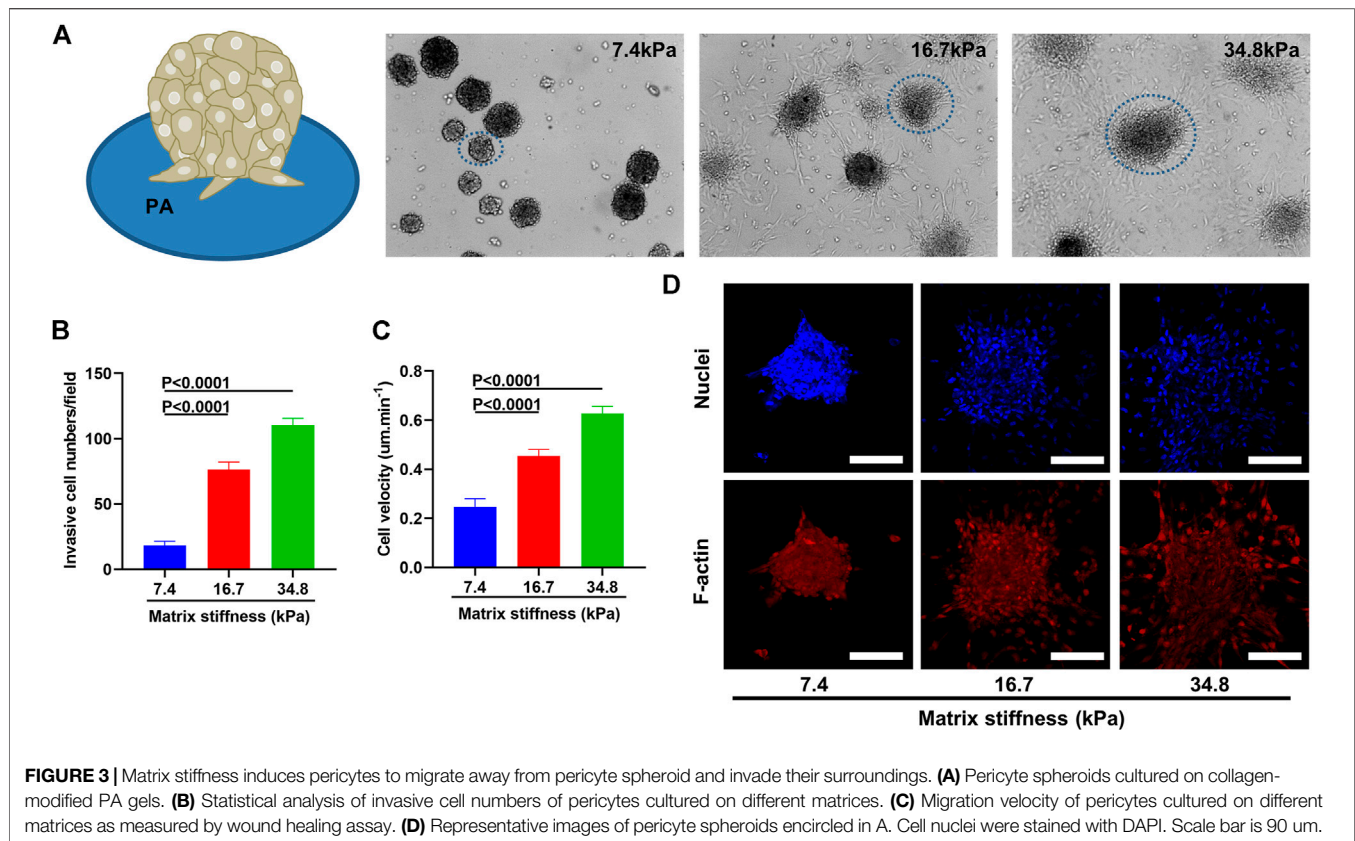 A
PA
7.4kPa
16.7kPa
34.8kPa
B
Invasive cell nunbers/field
150
100
50
0
P<0.0001
P<0.0001
7.4
16.7
34.8
Matrix stiffness (kPa)
C
Cell velocity (um.min⁻¹)
0.8
0.6
0.4
0.2
0.0
P<0.0001
P<0.0001
7.4
16.7
34.8
Matrix stiffness (kPa)
D
Nuclei
F-actin
7.4
16.7
34.8
Matrix stiffness (kPa)
FIGURE 3 | Matrix stiffness induces pericytes to migrate away from pericyte spheroid and invade their surroundings. (A) Pericyte spheroids cultured on collagen-
modified PA gels. (B) Statistical analysis of invasive cell numbers of pericytes cultured on different matrices. (C) Migration velocity of pericytes cultured on different
matrices as measured by wound healing assay. (D) Representative images of pericyte spheroids encircled in A. Cell nuclei were stained with DAPI. Scale bar is 90 um.